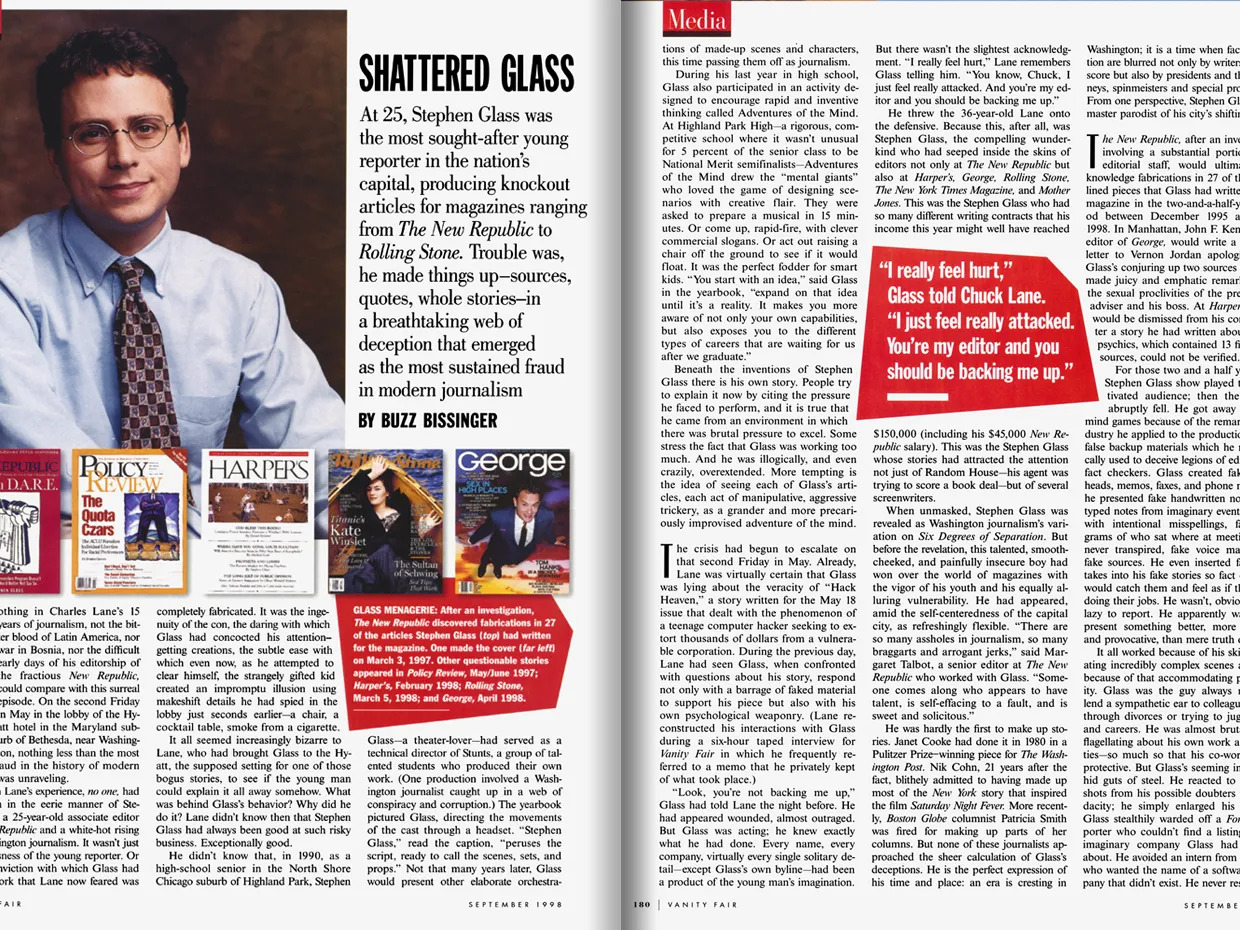 SHATTERED GLASS
At 25, Stephen Glass was
the most sought-after young
reporter in the nation's
capital, producing knockout
articles for magazines ranging
from The New Republic to
Rolling Stone. Trouble was,
he made things up—sources,
quotes, whole stories—in
a breathtaking web of
deception that emerged
as the most sustained fraud
in modern journalism
BY BUZZ BISSINGER
D.A.R.E.
POLICY
REVIEW
The
Quota
Czars
HARPER'S
Titanic's
Kate
Winslet
The Sultan
of Schwing
George
SEX IN
HIGH PLACES
TOM
HANKS
othing in Charles Lane's 15
years of journalism, not the bit-
ter blood of Latin America, nor
war in Bosnia, nor the difficult
early days of his editorship of
the fractious New Republic,
could compare with this surreal
episode. On the second Friday
n May in the lobby of the Hy-
att hotel in the Maryland sub-
urb of Bethesda, near Washing-
on, nothing less than the most
aud in the history of modern
was unraveling.
n Lane's experience, no one, had
in the eerie manner of Ste-
a 25-year-old associate editor
Republic and a white-hot rising
ington journalism. It wasn't just
ness of the young reporter. Or
nviction with which Glass had
ork that Lane now feared was
completely fabricated. It was the inge-
nuity of the con, the daring with which
Glass had concocted his attention-
getting creations, the subtle ease with
which even now, as he attempted to
clear himself, the strangely gifted kid
created an impromptu illusion using
makeshift details he had spied in the
lobby just seconds earlier—a chair, a
cocktail table, smoke from a cigarette.
It all seemed increasingly bizarre to
Lane, who had brought Glass to the Hy-
att, the supposed setting for one of those
bogus stories, to see if the young man
could explain it all away somehow. What
was behind Glass's behavior? Why did he
do it? Lane didn't know then that Stephen
Glass had always been good at such risky
business. Exceptionally good.
He didn't know that, in 1990, as a
high-school senior in the North Shore
Chicago suburb of Highland Park, Stephen
GLASS MENAGERIE: After an investigation,
The New Republic discovered fabrications in 27
of the articles Stephen Glass (top) had written
for the magazine. One made the cover (far left)
on March 3, 1997. Other questionable stories
appeared in Policy Review, May/June 1997;
Harper's, February 1998; Rolling Stone,
March 5, 1998; and George, April 1998.
Glass—a theater-lover—had served as a
technical director of Stunts, a group of tal-
ented students who produced their own
work. (One production involved a Wash-
ington journalist caught up in a web of
conspiracy and corruption.) The yearbook
pictured Glass, directing the movements
of the cast through a headset. "Stephen
Glass," read the caption, "peruses the
script, ready to call the scenes, sets, and
props." Not that many years later, Glass
would present other elaborate orchestra-
FAIR
SEPTEMBER 1998
Media
tions of made-up scenes and characters,
this time passing them off as journalism.
During his last year in high school,
Glass also participated in an activity de-
signed to encourage rapid and inventive
thinking called Adventures of the Mind.
At Highland Park High—a rigorous, com-
petitive school where it wasn't unusual
for 5 percent of the senior class to be
National Merit semifinalists—Adventures
of the Mind drew the "mental giants"
who loved the game of designing sce-
narios with creative flair. They were
asked to prepare a musical in 15 min-
utes. Or come up, rapid-fire, with clever
commercial slogans. Or act out raising a
chair off the ground to see if it would
float. It was the perfect fodder for smart
kids. "You start with an idea," said Glass
in the yearbook, "expand on that idea
until it's a reality. It makes you more
aware of not only your own capabilities,
but also exposes you to the different
types of careers that are waiting for us
after we graduate."
Beneath the inventions of Stephen
Glass there is his own story. People try
to explain it now by citing the pressure
he faced to perform, and it is true that
he came from an environment in which
there was brutal pressure to excel. Some
stress the fact that Glass was working too
much. And he was illogically, and even
crazily, overextended. More tempting is
the idea of seeing each of Glass's arti-
cles, each act of manipulative, aggressive
trickery, as a grander and more precari-
ously improvised adventure of the mind.
The crisis had begun to escalate on
that second Friday in May. Already,
Lane was virtually certain that Glass
was lying about the veracity of "Hack
Heaven," a story written for the May 18
issue that dealt with the phenomenon of
a teenage computer hacker seeking to ex-
tort thousands of dollars from a vulnera-
ble corporation. During the previous day,
Lane had seen Glass, when confronted
with questions about his story, respond
not only with a barrage of faked material
to support his piece but also with his
own psychological weaponry. (Lane re-
constructed his interactions with Glass
during a six-hour taped interview for
Vanity Fair in which he frequently re-
ferred to a memo that he privately kept
of what took place.)
"Look, you're not backing me up,"
Glass had told Lane the night before. He
had appeared wounded, almost outraged.
But Glass was acting; he knew exactly
what he had done. Every name, every
company, virtually every single solitary de-
tail—except Glass's own byline—had been
a product of the young man's imagination.
But there wasn't the slightest acknowledg-
ment. "I really feel hurt," Lane remembers
Glass telling him. "You know, Chuck, I
just feel really attacked. And you're my ed-
itor and you should be backing me up."
He threw the 36-year-old Lane onto
the defensive. Because this, after all, was
Stephen Glass, the compelling wunder-
kind who had seeped inside the skins of
editors not only at The New Republic but
also at Harper's, George, Rolling Stone,
The New York Times Magazine, and Mother
Jones. This was the Stephen Glass who had
so many different writing contracts that his
income this year might well have reached
"I really feel hurt,"
Glass told Chuck Lane.
"I just feel really attacked.
You're my editor and you
should be backing me up."
$150,000 (including his $45,000 New Re-
public salary). This was the Stephen Glass
whose stories had attracted the attention
not just of Random House—his agent was
trying to score a book deal—but of several
screenwriters.
When unmasked, Stephen Glass was
revealed as Washington journalism's vari-
ation on Six Degrees of Separation. But
before the revelation, this talented, smooth-
cheeked, and painfully insecure boy had
won over the world of magazines with
the vigor of his youth and his equally al-
luring vulnerability. He had appeared,
amid the self-centeredness of the capital
city, as refreshingly flexible. "There are
so many assholes in journalism, so many
braggarts and arrogant jerks," said Mar-
garet Talbot, a senior editor at The New
Republic who worked with Glass. "Some-
one comes along who appears to have
talent, is self-effacing to a fault, and is
sweet and solicitous."
He was hardly the first to make up sto-
ries. Janet Cooke had done it in 1980 in a
Pulitzer Prize–winning piece for The Wash-
ington Post. Nik Cohn, 21 years after the
fact, blithely admitted to having made up
most of the New York story that inspired
the film Saturday Night Fever. More recent-
ly, Boston Globe columnist Patricia Smith
was fired for making up parts of her
columns. But none of these journalists ap-
proached the sheer calculation of Glass's
deceptions. He is the perfect expression of
his time and place: an era is cresting in
Washington; it is a time when fac
tion are blurred not only by writers
score but also by presidents and th
neys, spinmeisters and special pro
From one perspective, Stephen Gl
master parodist of his city's shiftin
The New Republic, after an inve
involving a substantial portio
editorial staff, would ultima
knowledge fabrications in 27 of th
lined pieces that Glass had writte
magazine in the two-and-a-half-y
od between December 1995 a
1998. In Manhattan, John F. Ken
editor of George, would write a
letter to Vernon Jordan apolog
Glass's conjuring up two sources
made juicy and emphatic remar
the sexual proclivities of the pre
adviser and his boss. At Harper
would be dismissed from his con
ter a story he had written abou
psychics, which contained 13 fi
sources, could not be verified.
For those two and a half y
Stephen Glass show played t
tivated audience; then the
abruptly fell. He got away
mind games because of the remar
dustry he applied to the productio
false backup materials which he m
cally used to deceive legions of ed
fact checkers. Glass created fak
heads, memos, faxes, and phone n
he presented fake handwritten no
typed notes from imaginary event
with intentional misspellings, fa
grams of who sat where at meetin
never transpired, fake voice ma
fake sources. He even inserted fa
takes into his fake stories so fact c
would catch them and feel as if th
doing their jobs. He wasn't, obvio
lazy to report. He apparently wa
present something better, more
and provocative, than mere truth o
It all worked because of his ski
ating incredibly complex scenes a
because of that accommodating p
ity. Glass was the guy always r
lend a sympathetic ear to colleagu
through divorces or trying to jug
and careers. He was almost bruta
flagellating about his own work a
ties—so much so that his co-wor
protective. But Glass's seeming in
hid guts of steel. He reacted to
shots from his possible doubters
dacity; he simply enlarged his
Glass stealthily warded off a For
porter who couldn't find a listing
imaginary company Glass had
about. He avoided an intern from
who wanted the name of a softwa
pany that didn't exist. He never res
180 | VANITY FAIR
SEPTEMBE